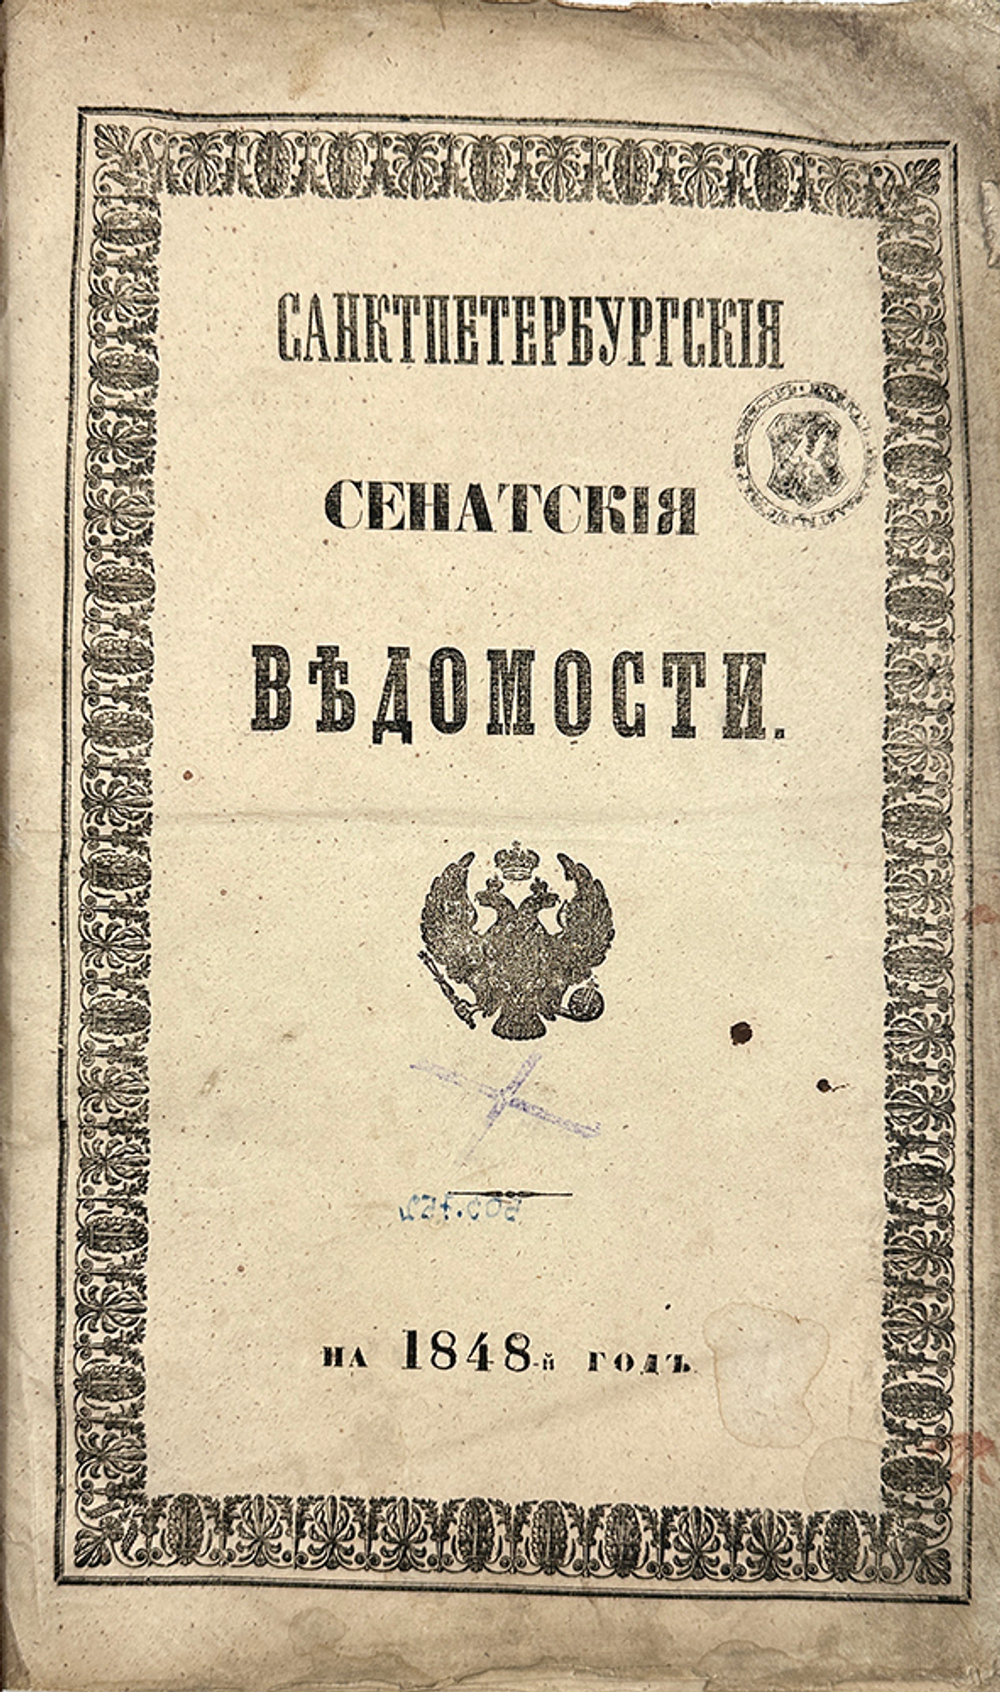 САНКТПЕТЕРБУРГСКІЯ
СЕНАТСКІЯ
ВѢДОМОСТИ.
НА 1848-й ГОДЪ